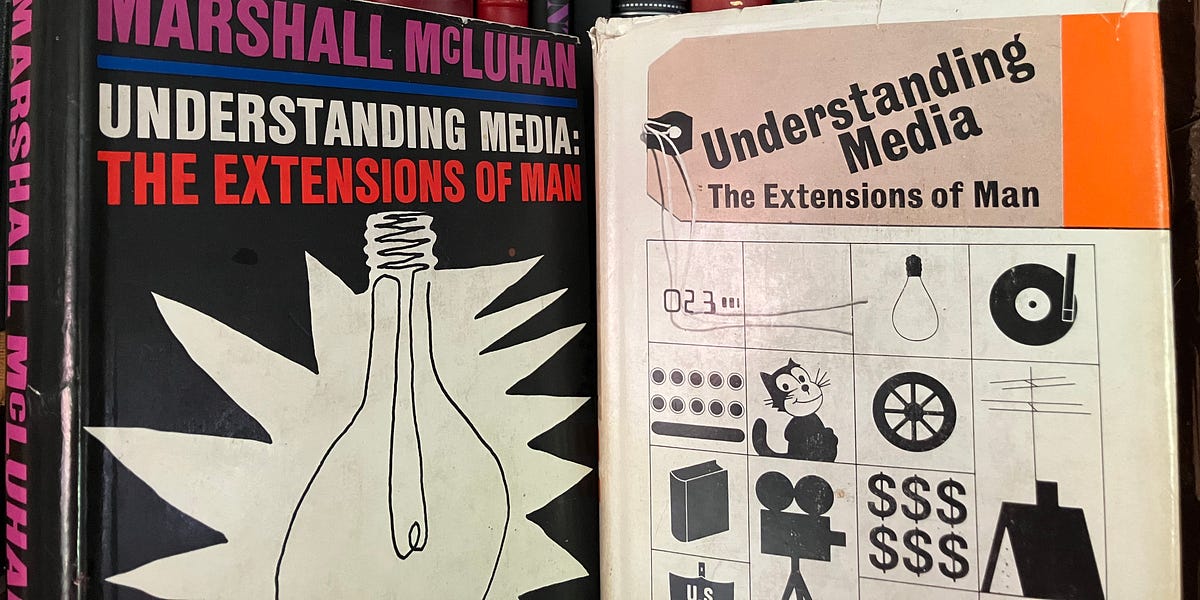 MARSHALL McLUHAN
MARSHALL McLUHAN
UNDERSTANDING MEDIA:
THE EXTENSIONS OF MAN
Understanding
Media
The Extensions of Man
023
$$$
$$$
U.S